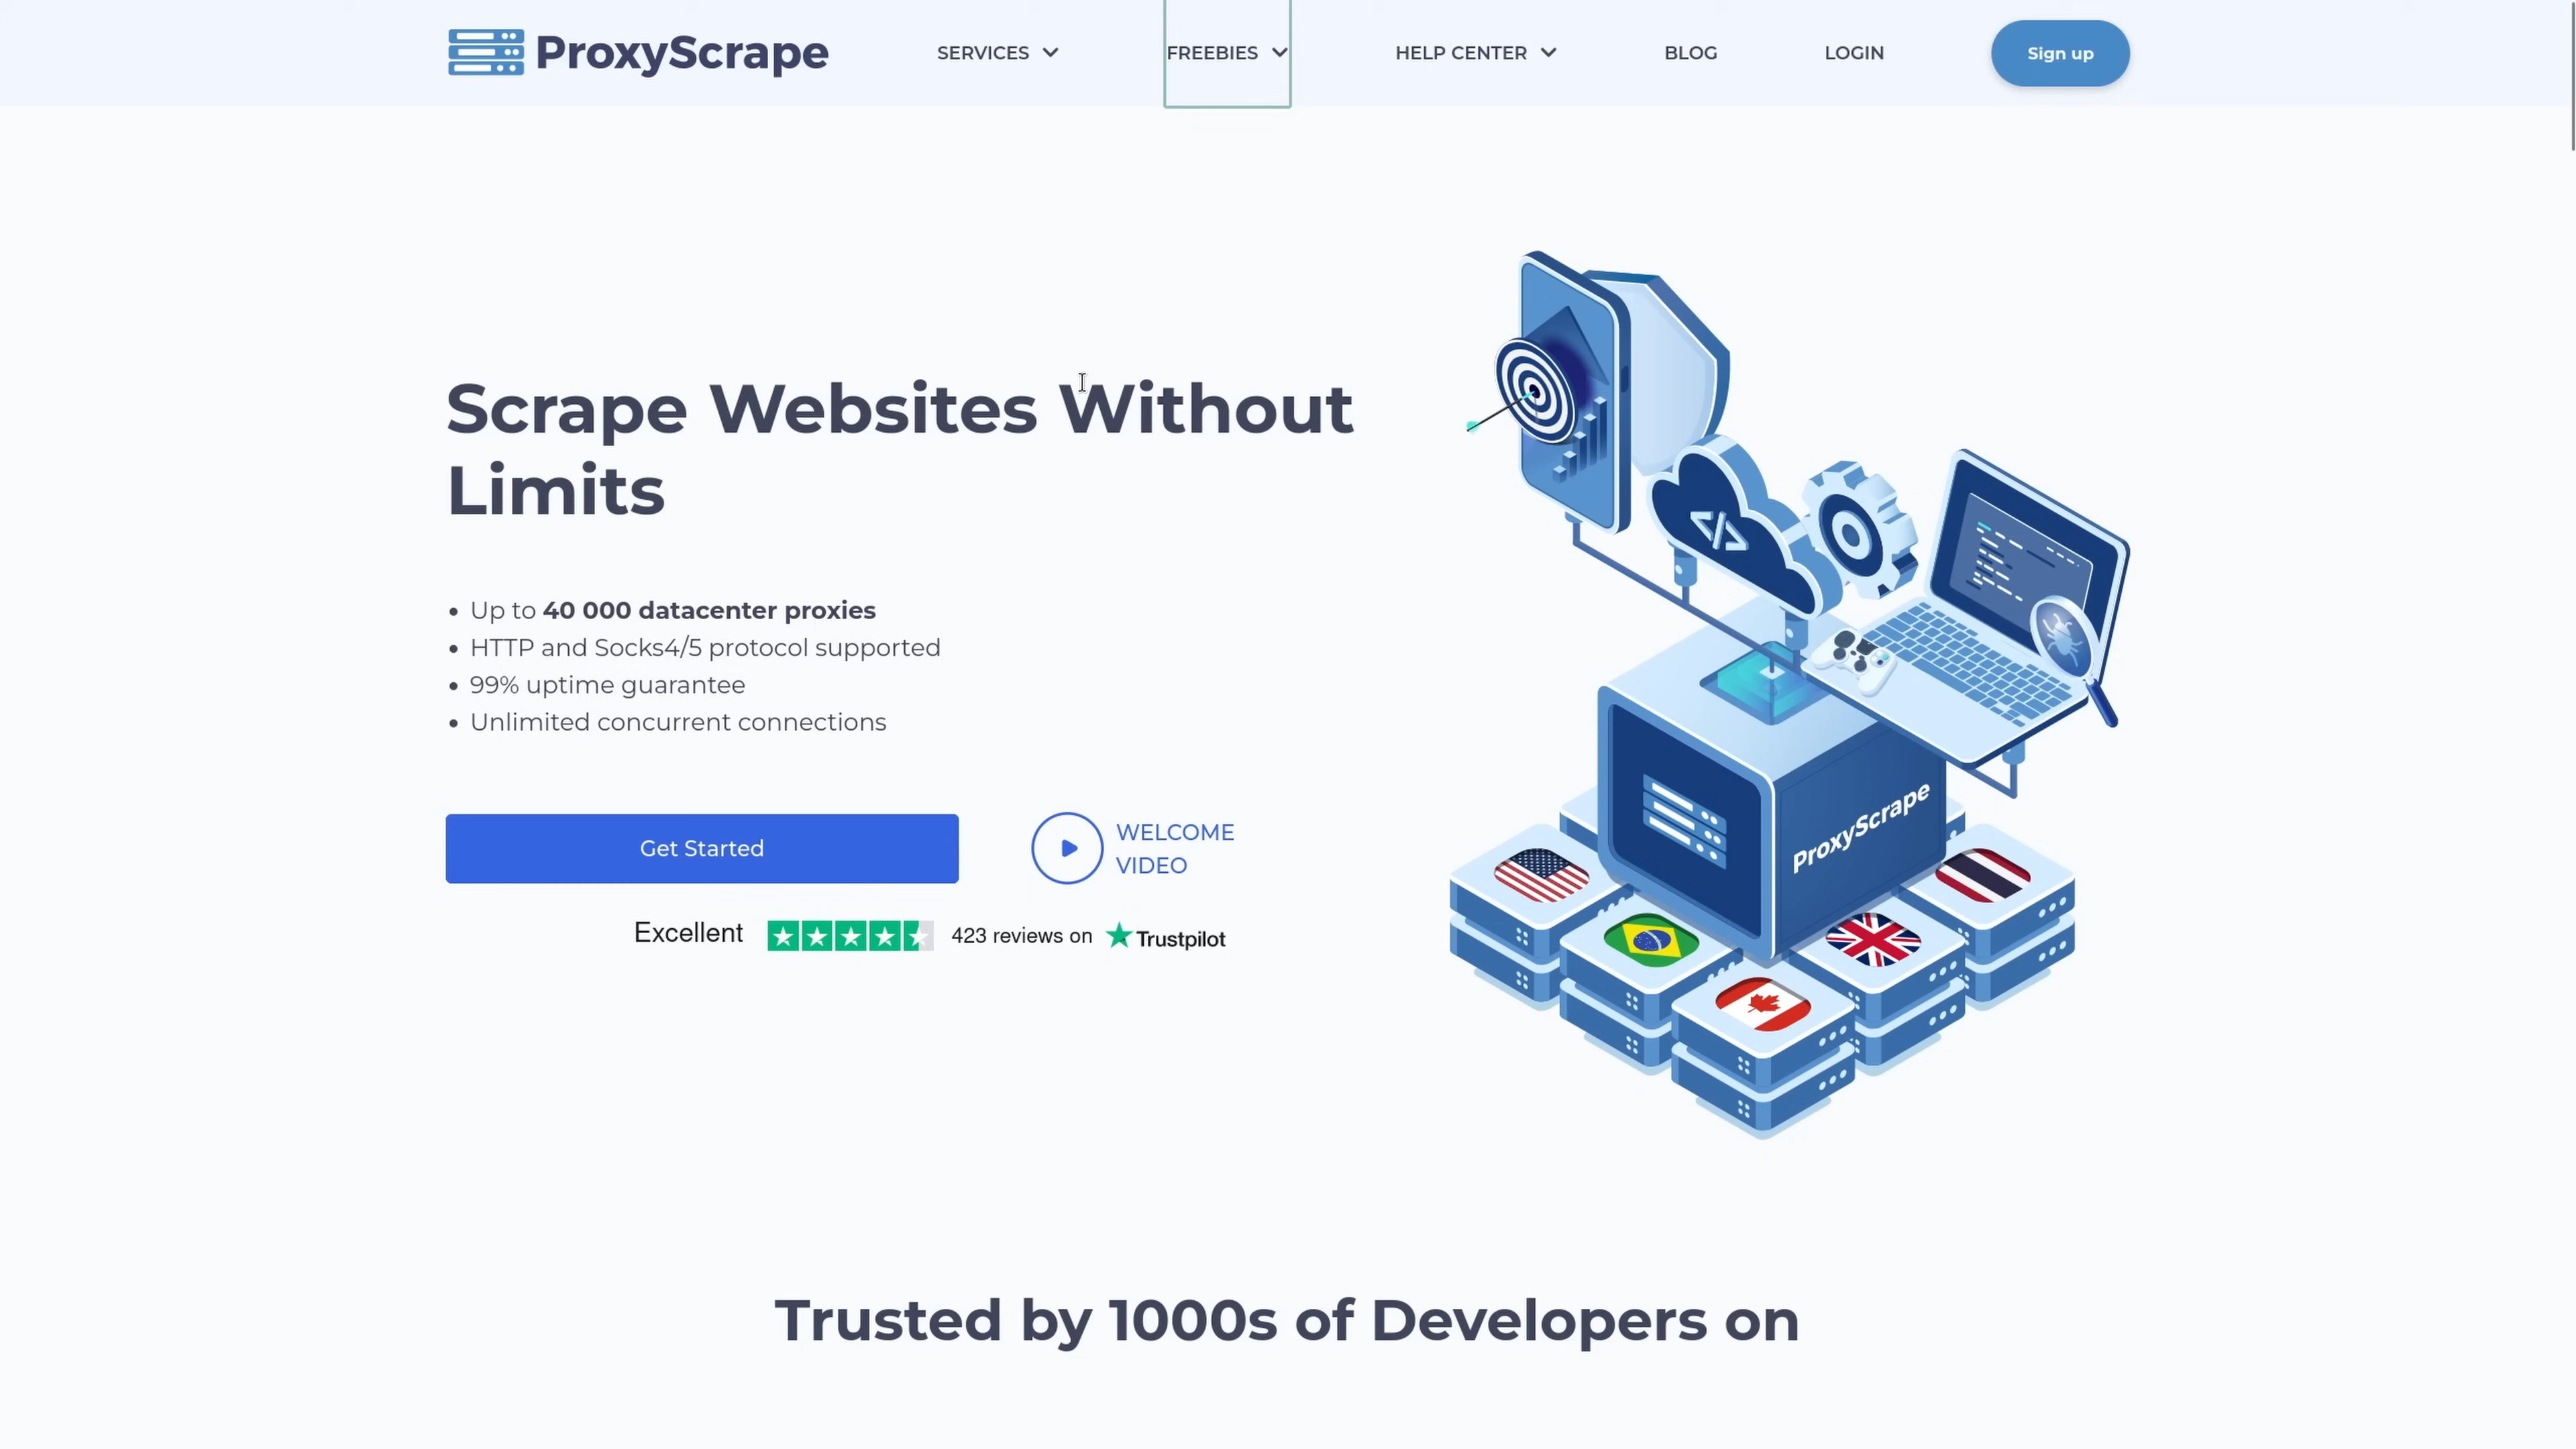 ProxyScrape
SERVICES
FREEBIES
HELP CENTER
BLOG
LOGIN
Sign up
Scrape Websites Without
Limits
Up to 40 000 datacenter proxies
HTTP and Socks4/5 protocol supported
99% uptime guarantee
Unlimited concurrent connections
Get Started
WELCOME
VIDEO
Excellent
423 reviews on
Trustpilot
</>
ProxyScrape
Trusted by 1000s of Developers on